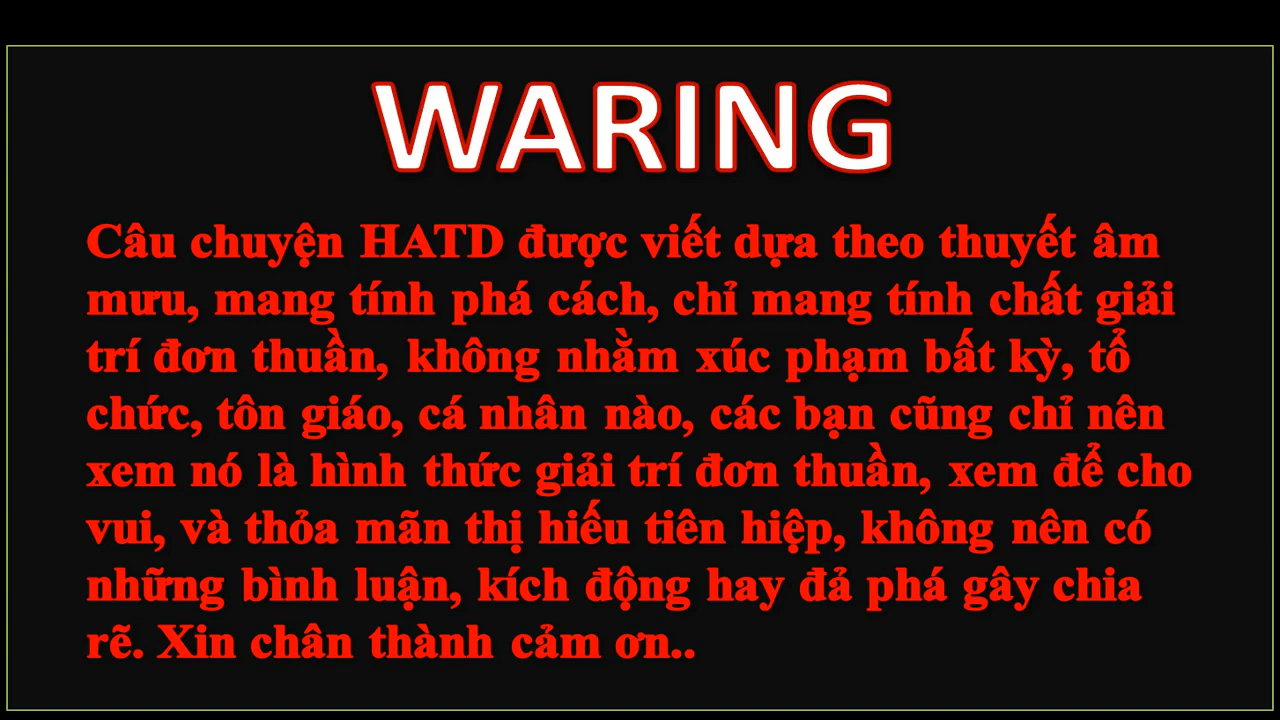 WARING
Câu chuyện HATD được viết dựa theo thuyết âm
mưu, mang tính phá cách, chỉ mang tính chất giải
trí đơn thuần, không nhằm xúc phạm bất kỳ, tổ
chức, tôn giáo, cá nhân nào, các bạn cũng chỉ nên
xem nó là hình thức giải trí đơn thuần, xem để cho
vui, và thỏa mãn thị hiếu tiên hiệp, không nên có
những bình luận, kích động hay đả phá gây chia
rẽ. Xin chân thành cảm ơn..